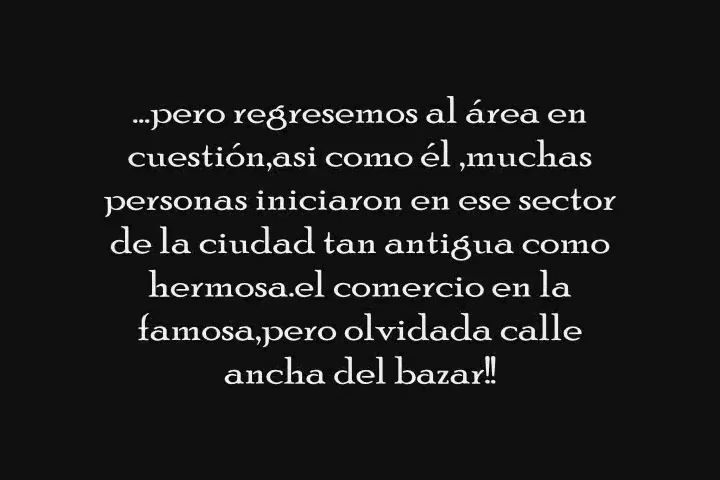 ...pero regresemos al área en
cuestión,asi como él ,muchas
personas iniciaron en ese sector
de la ciudad tan antigua como
hermosa.el comercio en la
famosa,pero olvidada calle
ancha del bazar!!